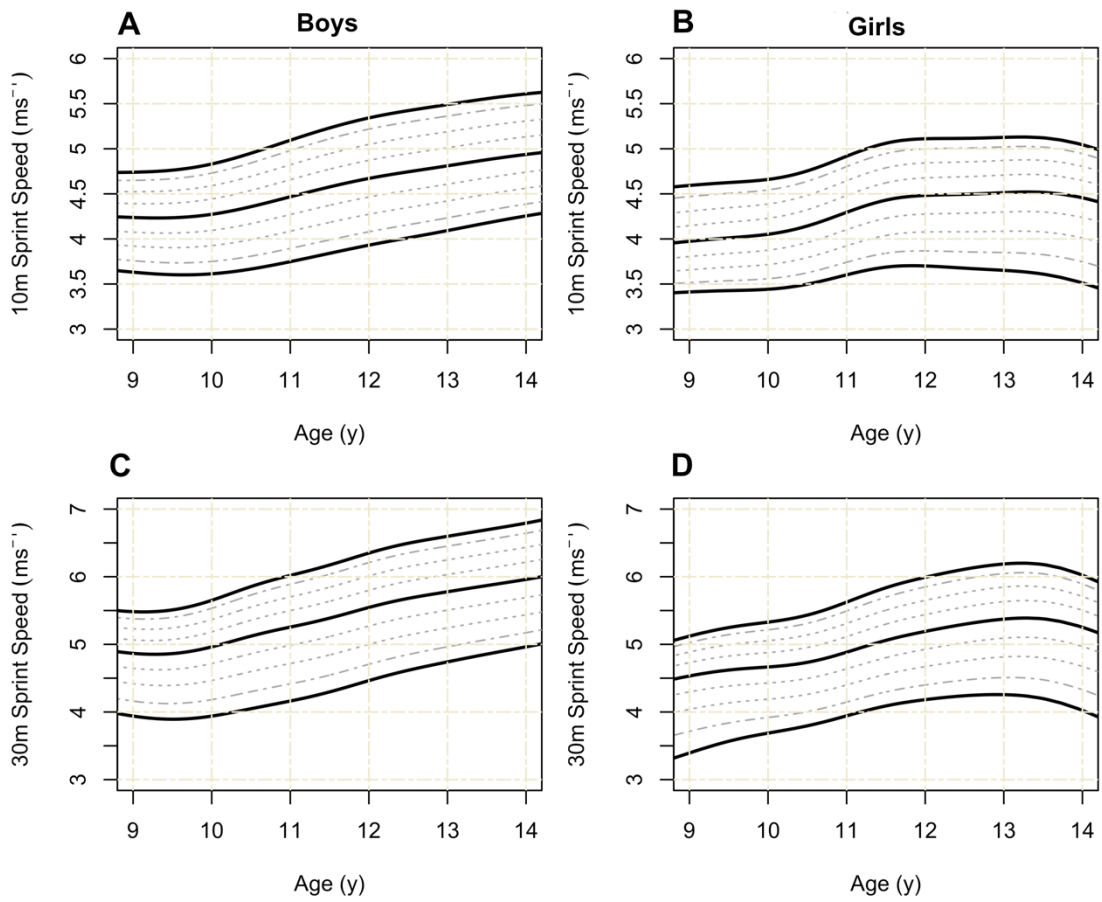 A Boys
B Girls
10m Sprint Speed (ms⁻¹)
6
5.5
5
4.5
4
3.5
3
9 10 11 12 13 14
Age (y)
10m Sprint Speed (ms⁻¹)
6
5.5
5
4.5
4
3.5
3
9 10 11 12 13 14
Age (y)
C
30m Sprint Speed (ms⁻¹)
7
6
5
4
3
9 10 11 12 13 14
Age (y)
D
30m Sprint Speed (ms⁻¹)
7
6
5
4
3
9 10 11 12 13 14
Age (y)